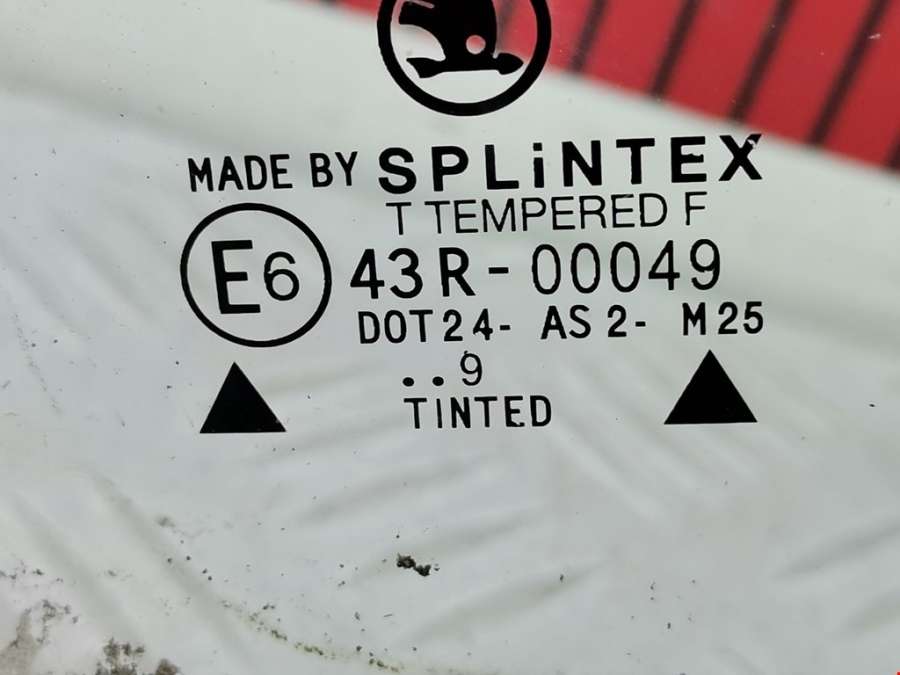 MADE BY SPLiNTEX
T TEMPERED F
E6 43R-00049
DOT24- AS2- M25
..9
TINTED